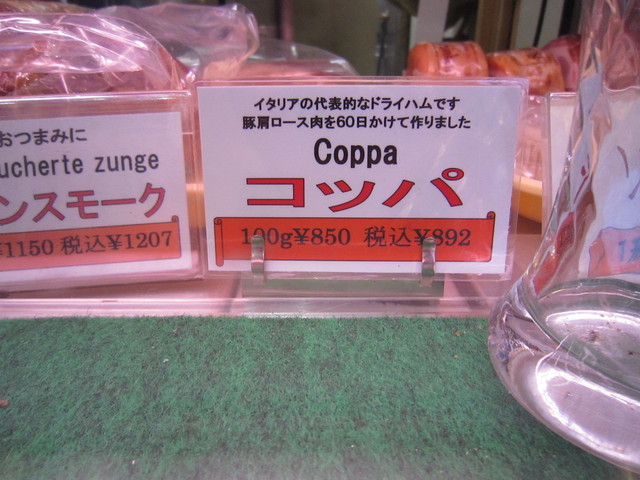 おつまみに
ucherte zunge
ンスモーク
¥1150 税込¥1207
イタリアの代表的なドライハムです
豚肩ロース肉を60日かけて作りました
Coppa
コッパ
100g¥850 税込¥892